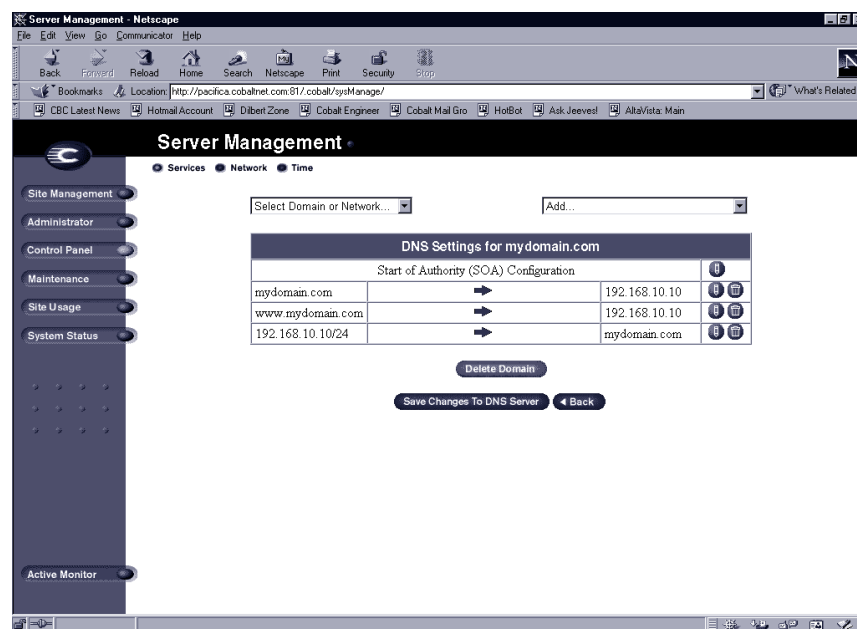 Server Management - Netscape
File Edit View Go Communicator Help
Back Forward Reload Home Search Netscape Print Security Stop
N
Bookmarks Location: http://pacifica.cobaltnet.com:81/.cobalt/sysManage/ What's Related
CBC Latest News Hotmail Account Dilbert Zone Cobalt Engineer Cobalt Mail Gro HotBot Ask Jeeves! AltaVista: Main
Server Management
Services Network Time
Site Management
Administrator
Control Panel
Maintenance
Site Usage
System Status
Active Monitor
Select Domain or Network... Add...
DNS Settings for mydomain.com
Start of Authority (SOA) Configuration
mydomain.com 192.168.10.10
www.mydomain.com 192.168.10.10
192.168.10.10/24 mydomain.com
Delete Domain
Save Changes To DNS Server Back